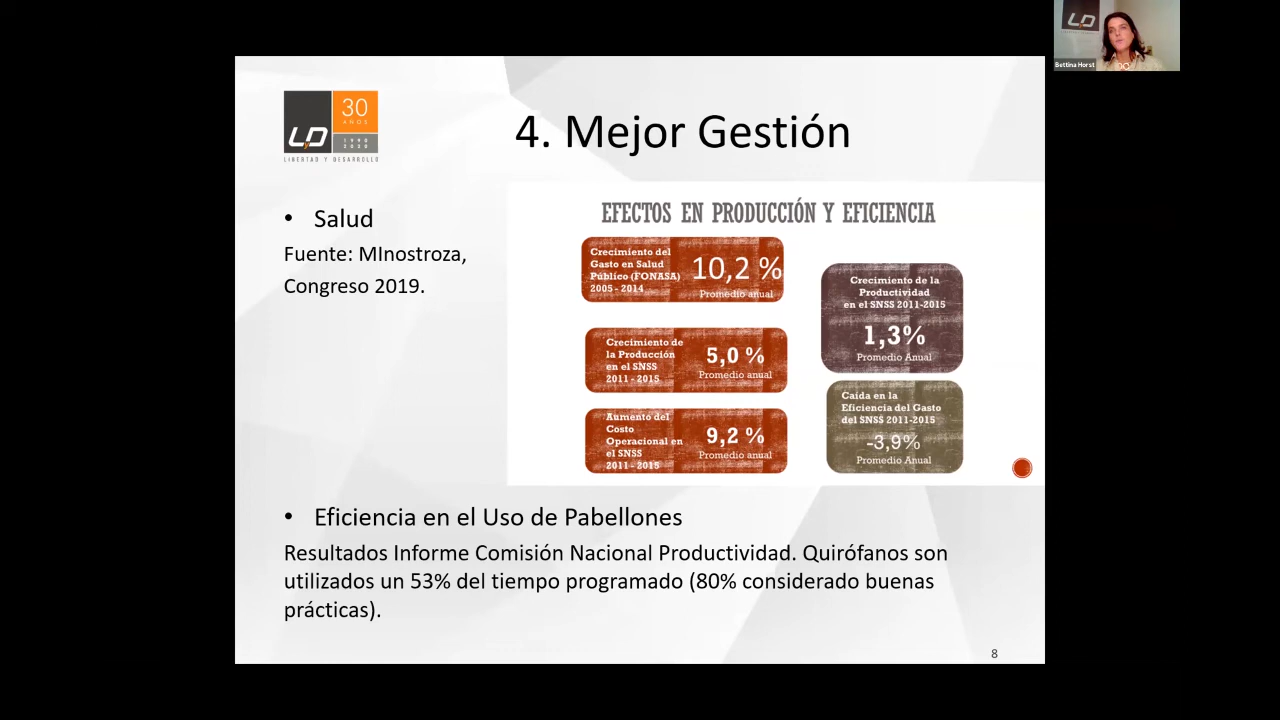 LyD
30
AÑOS
1990
2020
LIBERTAD Y DESARROLLO
4. Mejor Gestión
Bettina Horst
• Salud
Fuente: MInostroza,
Congreso 2019.
EFECTOS EN PRODUCCIÓN Y EFICIENCIA
Crecimiento del
Gasto en Salud
Público (FONASA)
2005 - 2014
10,2 %
Promedio anual
Crecimiento de
la Producción
en el SNSS
2011 - 2015
5,0 %
Promedio anual
Aumento del
Costo
Operacional en
el SNSS
2011 - 2015
9,2 %
Promedio anual
Crecimiento de la
Productividad
en el SNSS 2011-2015
1,3%
Promedio Anual
Caída en la
Eficiencia del Gasto
del SNSS 2011-2015
-3,9%
Promedio Anual
• Eficiencia en el Uso de Pabellones
Resultados Informe Comisión Nacional Productividad. Quirófanos son
utilizados un 53% del tiempo programado (80% considerado buenas
prácticas).
8